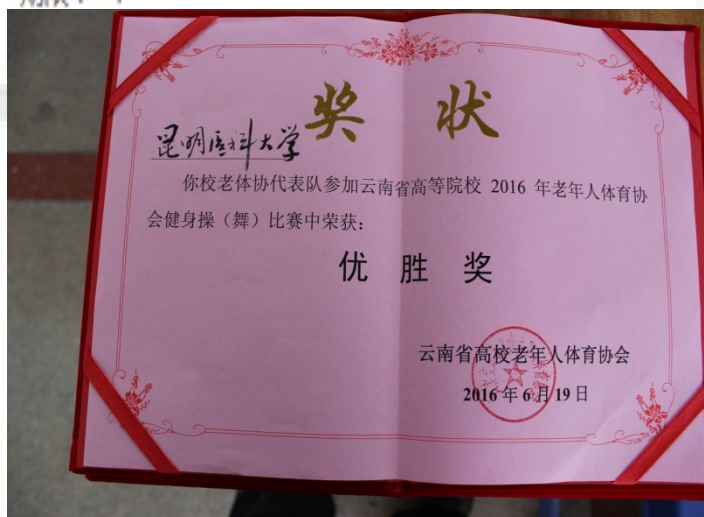 奖 状
昆明医科大学
你校老体协代表队参加云南省高等院校 2016 年老年人体育协
会健身操（舞）比赛中荣获：
优 胜 奖
云南省高校老年人体育协会
2016 年 6 月 19 日